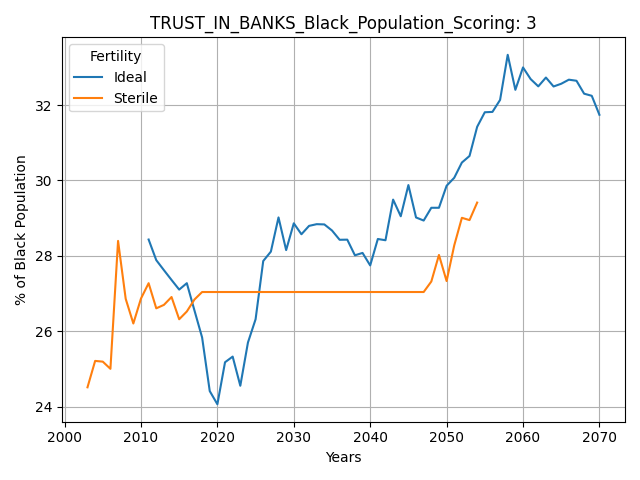 TRUST_IN_BANKS_Black_Population_Scoring: 3
Fertility
Ideal
Sterile
% of Black Population
32
30
28
26
24
2000 2010 2020 2030 2040 2050 2060 2070
Years